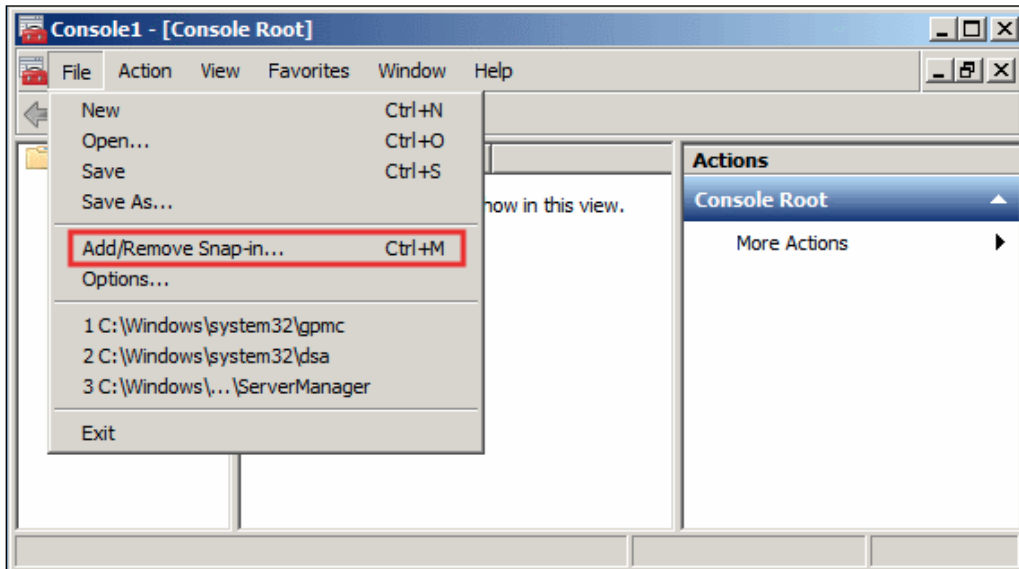 Console1 - [Console Root]
File Action View Favorites Window Help
New Ctrl+N
Open... Ctrl+O
Save Ctrl+S
Save As...
Add/Remove Snap-in... Ctrl+M
Options...
1 C:\Windows\system32\gpmc
2 C:\Windows\system32\dsa
3 C:\Windows\...\ServerManager
Exit
how in this view.
Actions
Console Root
More Actions